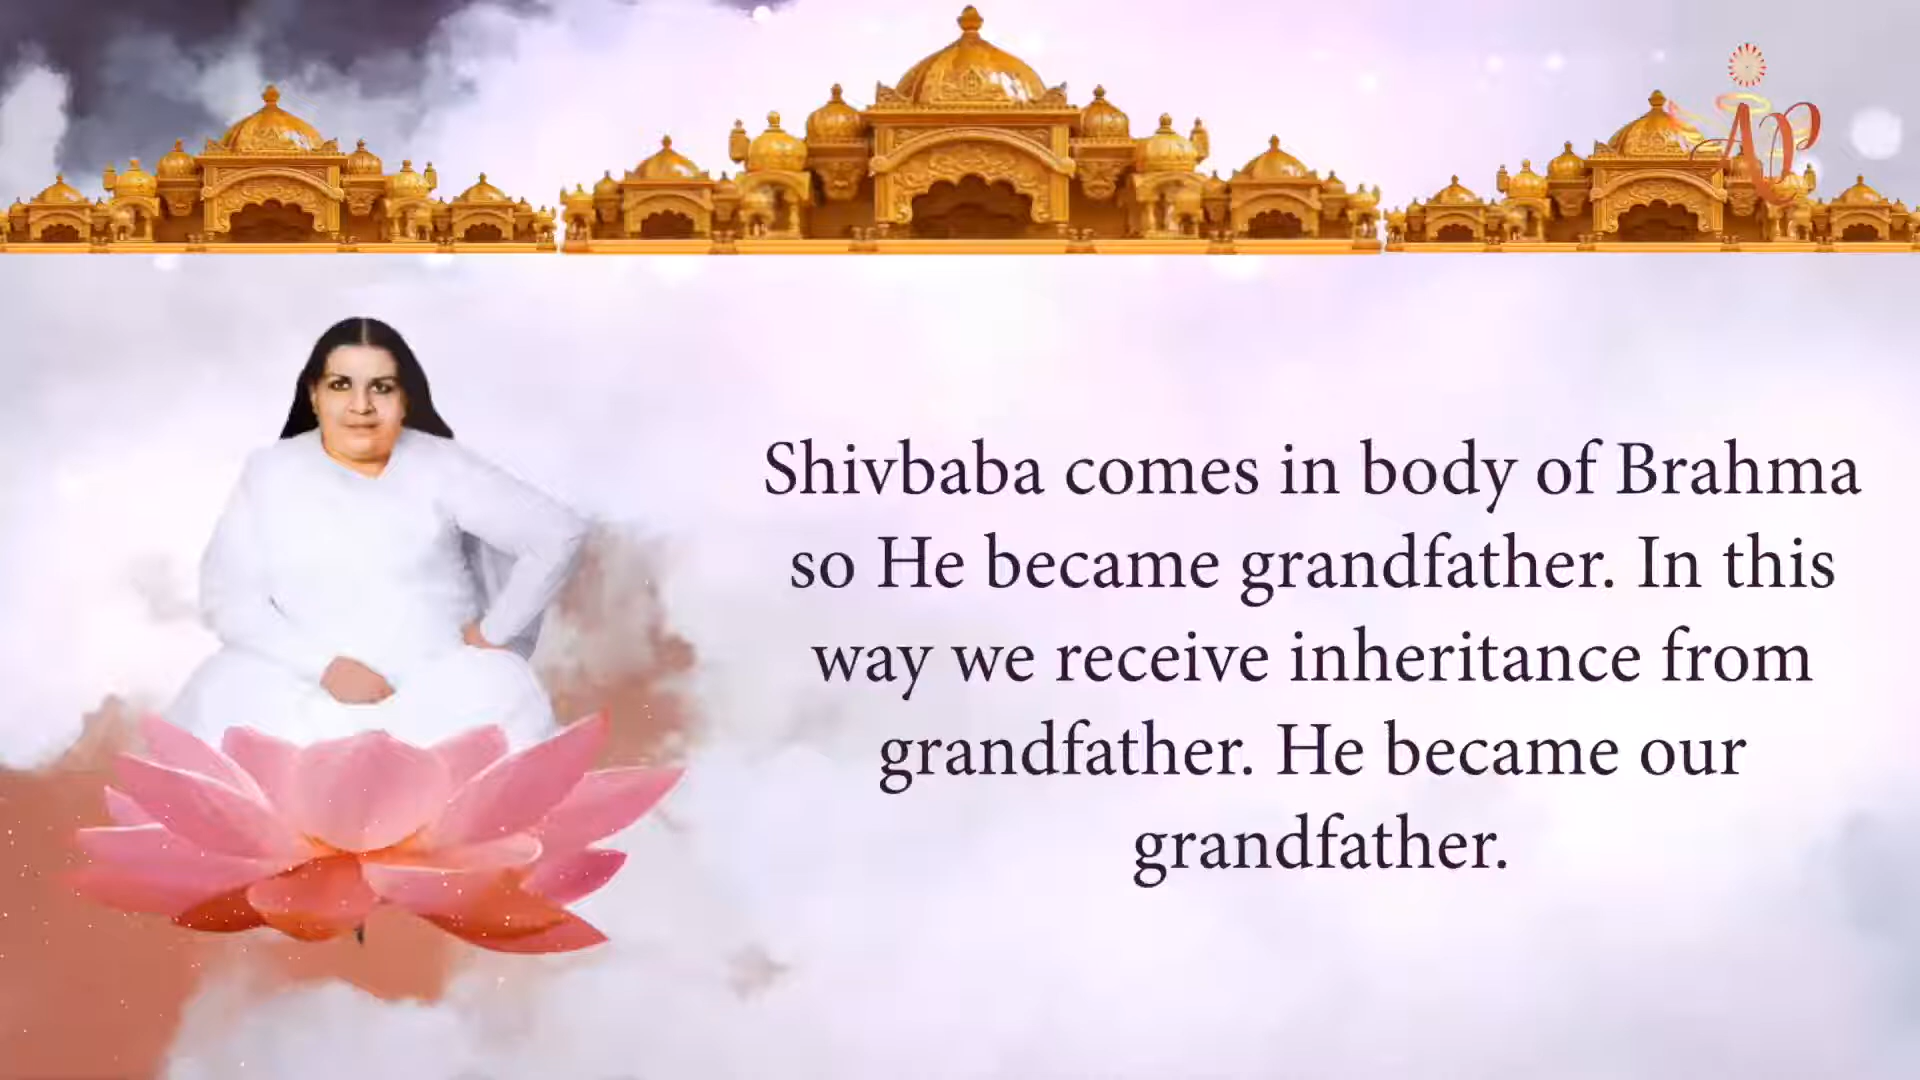 AP
Shivbaba comes in body of Brahma
so He became grandfather. In this
way we receive inheritance from
grandfather. He became our
grandfather.